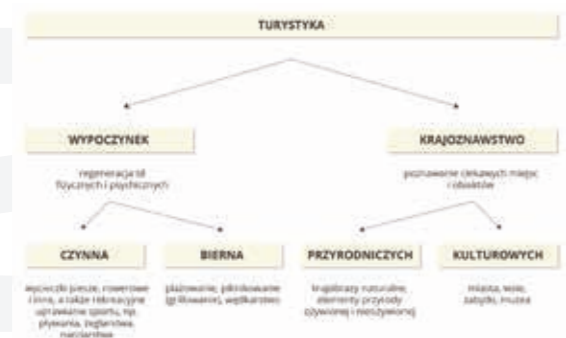 TURYSTYKA
WYPOCZYNEK
KRAJOZNAWSTWO
regeneracja sił
fizycznych i psychicznych
poznawanie ciekawych miejsc
i obiektów
CZYNNA
BIERNA
PRZYRODNICZYCH
KULTUROWYCH
wycieczki piesze, rowerowe
i inne, a także rekreacyjne
uprawianie sportu, np.
pływania, żeglarstwa,
narciarstwa
plażowanie, piknikowanie
(grillowanie), wędkarstwo
krajobrazy naturalne,
elementy przyrody
ożywionej i nieożywionej
miasta, wsie,
zabytki, muzea